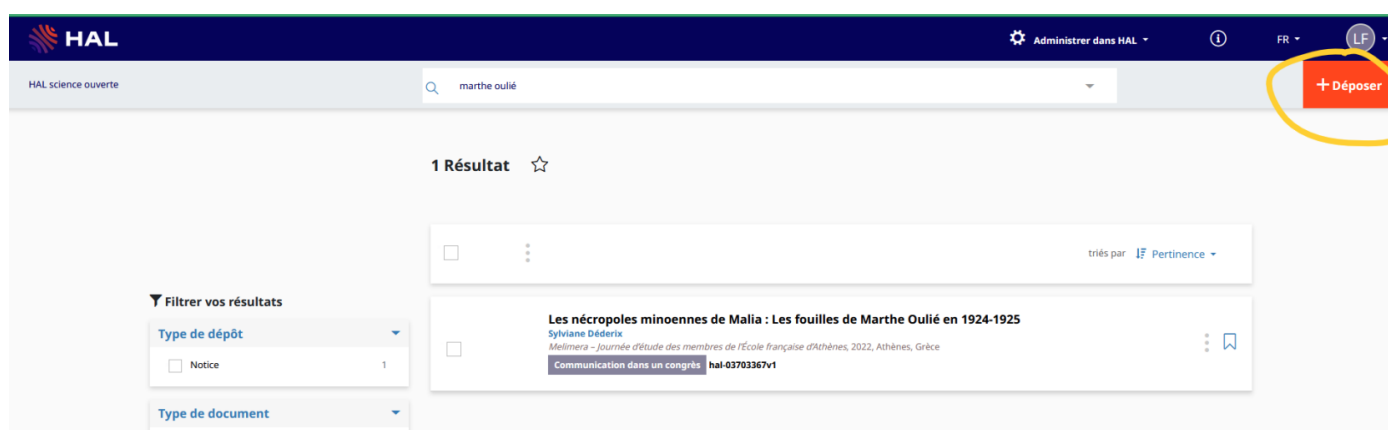 HAL
Administrer dans HAL
FR
LF
HAL science ouverte
marthe oulié
+ Déposer
1 Résultat
triés par Pertinence
Filtrer vos résultats
Type de dépôt
Notice 1
Type de document
Les nécropoles minoennes de Malia : Les fouilles de Marthe Oulié en 1924-1925
Sylviane Déderix
Melimera – Journée d'étude des membres de l'École française d'Athènes, 2022, Athènes, Grèce
Communication dans un congrès hal-03703367v1